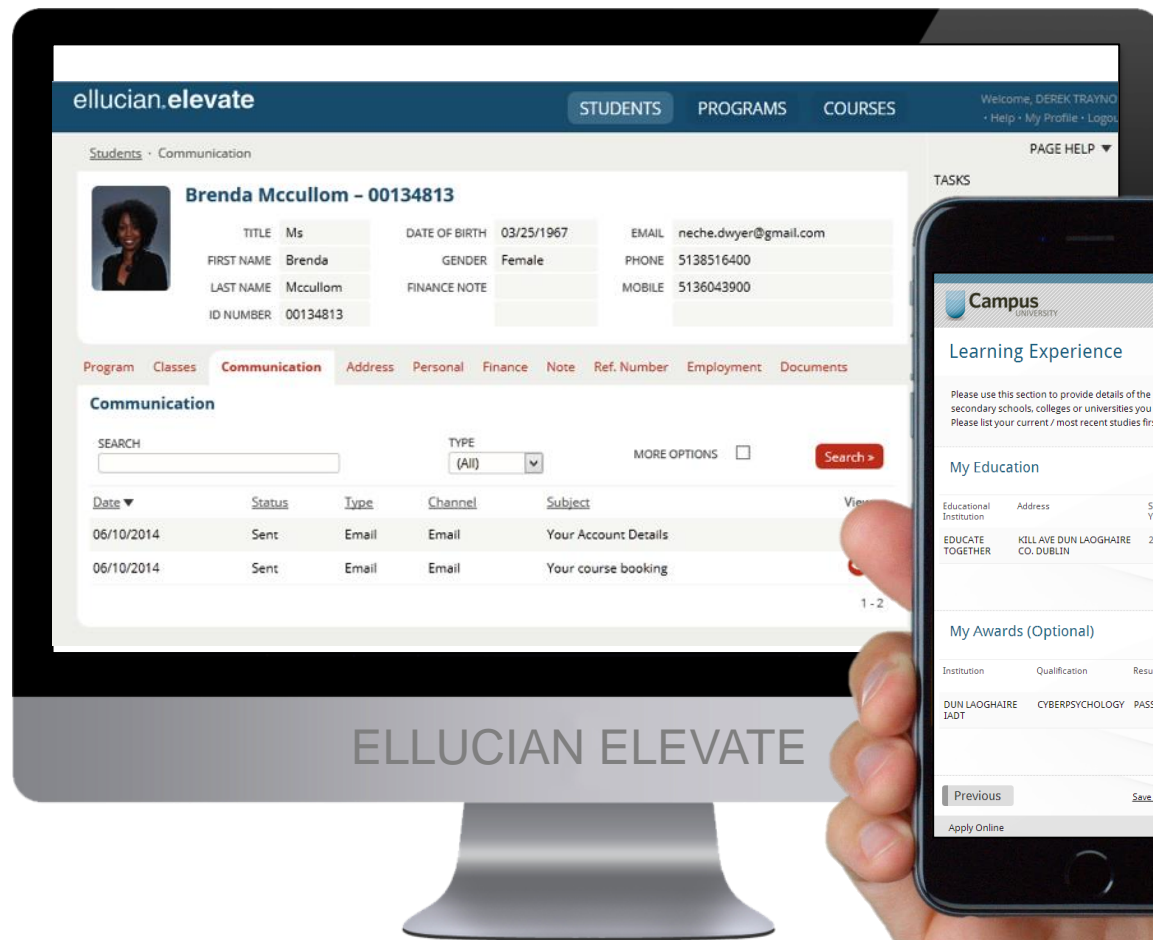 ellucian.elevate
STUDENTS PROGRAMS COURSES
Welcome, DEREK TRAYNO
• Help • My Profile • Logou
Students · Communication
PAGE HELP ▼
TASKS
Brenda Mccullom – 00134813
TITLE Ms DATE OF BIRTH 03/25/1967 EMAIL neche.dwyer@gmail.com
FIRST NAME Brenda GENDER Female PHONE 5138516400
LAST NAME Mccullom FINANCE NOTE MOBILE 5136043900
ID NUMBER 00134813
Program Classes Communication Address Personal Finance Note Ref. Number Employment Documents
Communication
SEARCH TYPE
(All)
MORE OPTIONS
Search »
Date ▼ Status Type Channel Subject View
06/10/2014 Sent Email Email Your Account Details
06/10/2014 Sent Email Email Your course booking
1 - 2
ELLUCIAN ELEVATE
Campus
UNIVERSITY
Learning Experience
Please use this section to provide details of the
secondary schools, colleges or universities you
Please list your current / most recent studies firs
My Education
Educational Address S
Institution Y
EDUCATE KILL AVE DUN LAOGHAIRE 2
TOGETHER CO. DUBLIN
My Awards (Optional)
Institution Qualification Resu
DUN LAOGHAIRE CYBERPSYCHOLOGY PASS
IADT
Previous Save
Apply Online